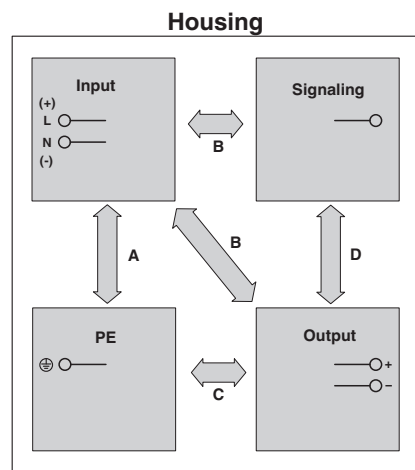 Housing
Input
(+)
L
N
(-)
Signaling
B
A
B
D
PE
C
Output
+
–